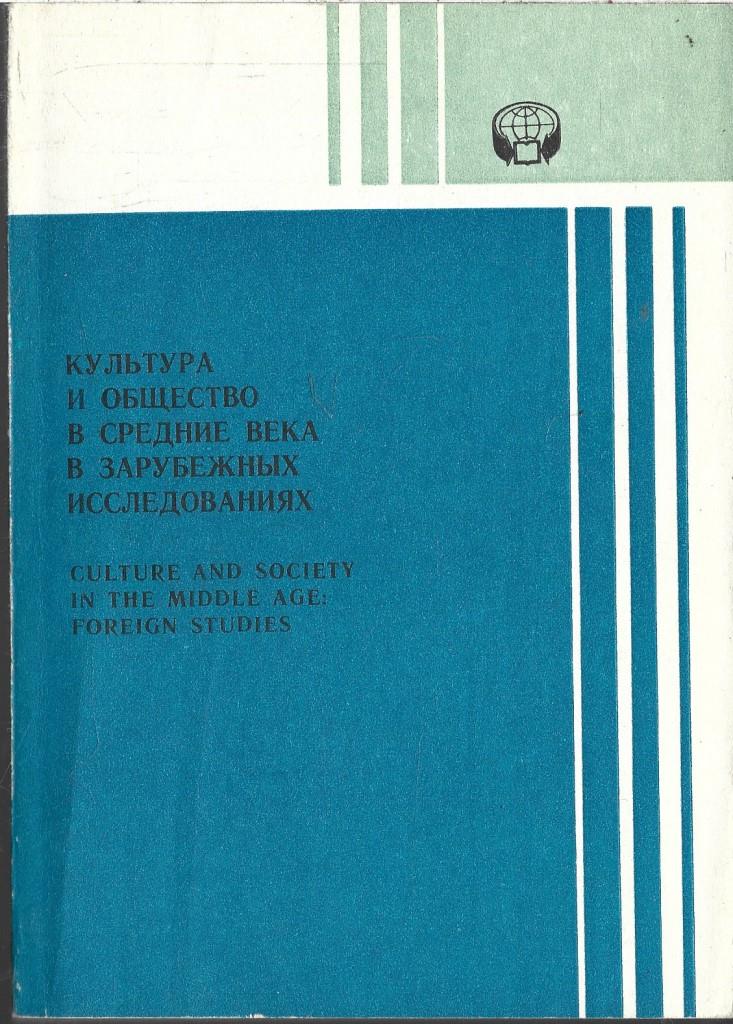 КУЛЬТУРА
И ОБЩЕСТВО
В СРЕДНИЕ ВЕКА
В ЗАРУБЕЖНЫХ
ИССЛЕДОВАНИЯХ
CULTURE AND SOCIETY
IN THE MIDDLE AGE:
FOREIGN STUDIES